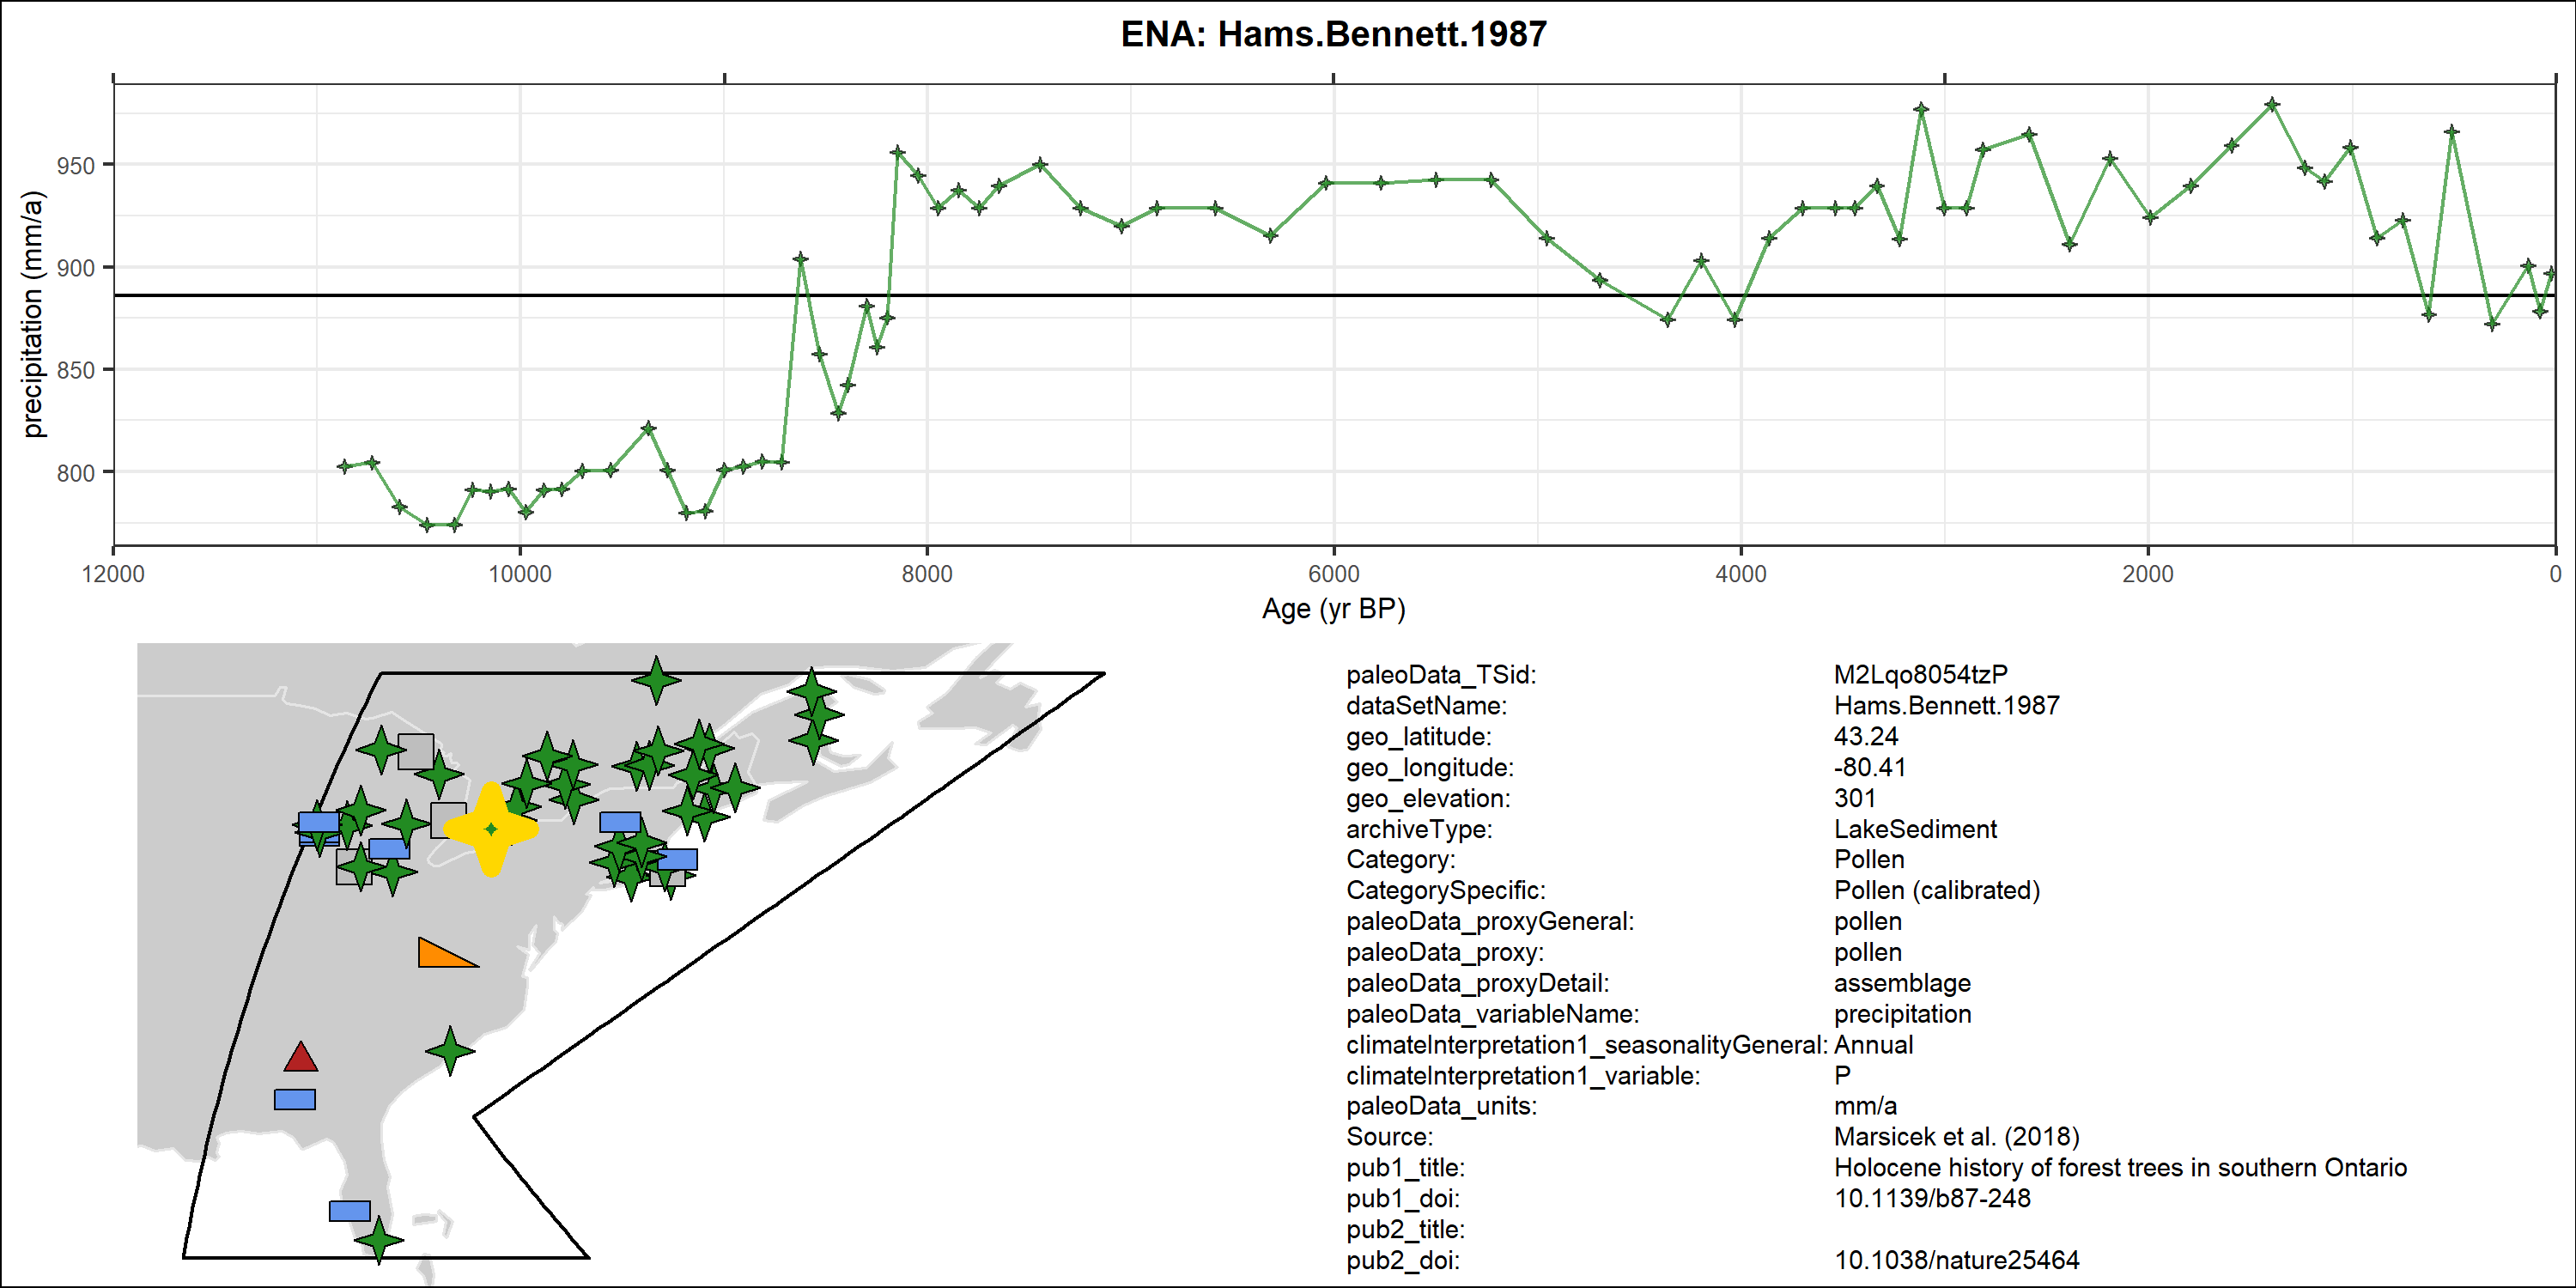 ENA: Hams.Bennett.1987
precipitation (mm/a)
950
900
850
800
12000 10000 8000 6000 4000 2000 0
Age (yr BP)
paleoData_TSid: M2Lqo8054tzP
dataSetName: Hams.Bennett.1987
geo_latitude: 43.24
geo_longitude: -80.41
geo_elevation: 301
archiveType: LakeSediment
Category: Pollen
CategorySpecific: Pollen (calibrated)
paleoData_proxyGeneral: pollen
paleoData_proxy: pollen
paleoData_proxyDetail: assemblage
paleoData_variableName: precipitation
climateInterpretation1_seasonalityGeneral: Annual
climateInterpretation1_variable: P
paleoData_units: mm/a
Source: Marsicek et al. (2018)
pub1_title: Holocene history of forest trees in southern Ontario
pub1_doi: 10.1139/b87-248
pub2_title:
pub2_doi: 10.1038/nature25464